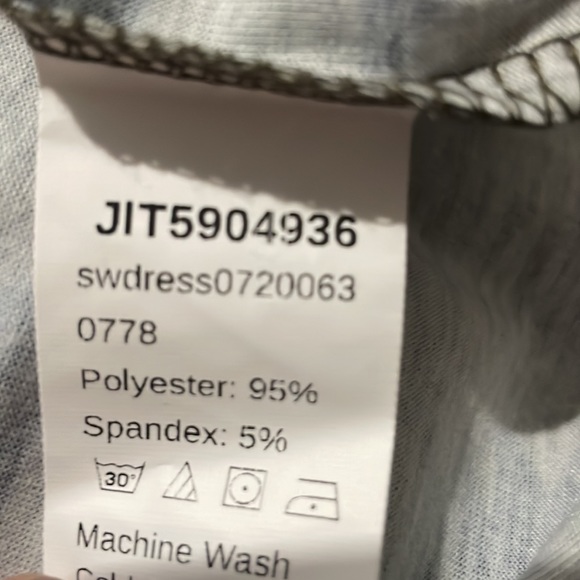 JIT5904936
swdress0720063
0778
Polyester: 95%
Spandex: 5%
30°
Machine Wash